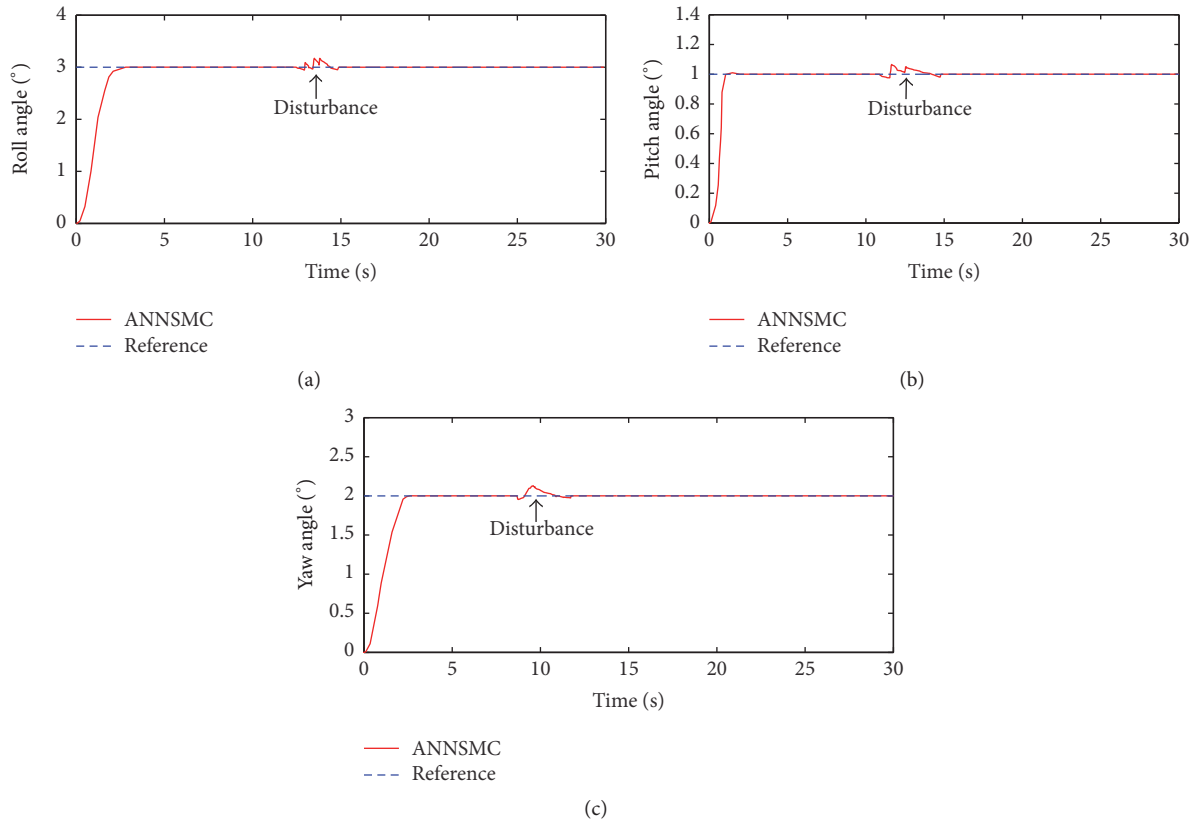 4
3
2
1
0
Roll angle (°)
Disturbance
0 5 10 15 20 25 30
Time (s)
ANNSMC
Reference
(a)
1.4
1.2
1
0.8
0.6
0.4
0.2
0
Pitch angle (°)
Disturbance
0 5 10 15 20 25 30
Time (s)
ANNSMC
Reference
(b)
3
2.5
2
1.5
1
0.5
0
Yaw angle (°)
Disturbance
0 5 10 15 20 25 30
Time (s)
ANNSMC
Reference
(c)